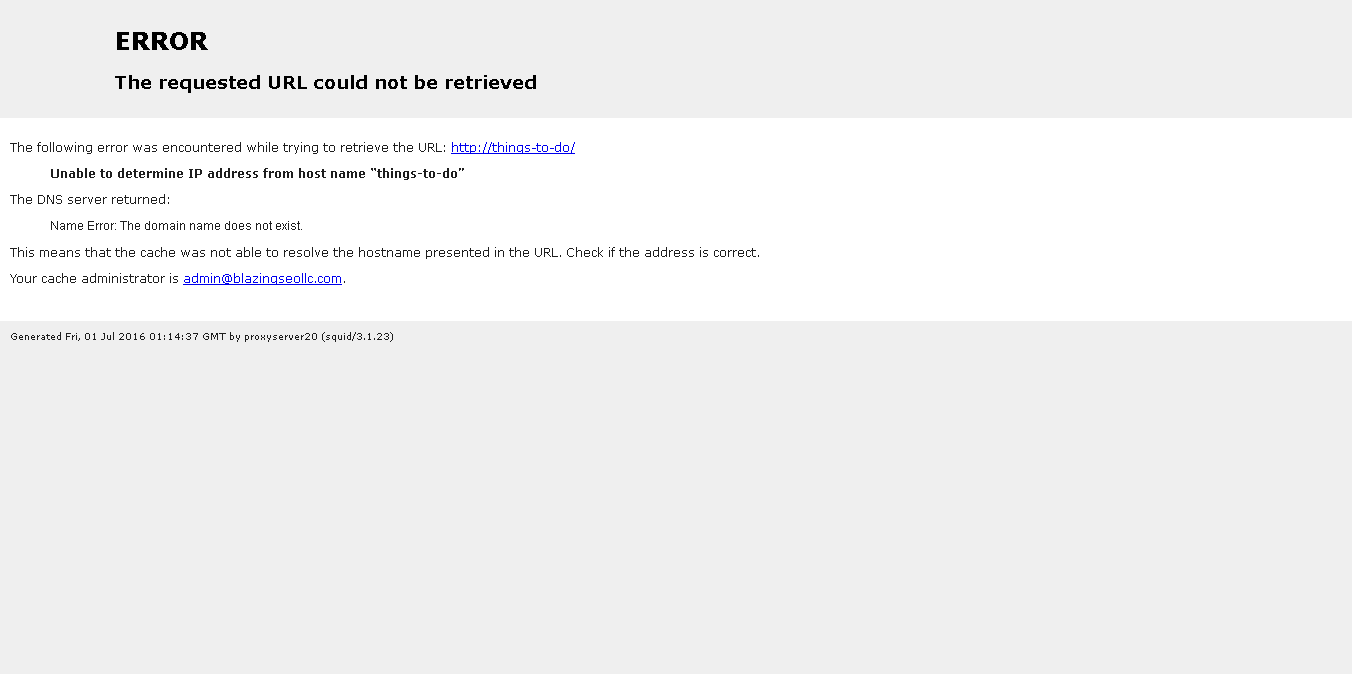 ERROR
The requested URL could not be retrieved
The following error was encountered while trying to retrieve the URL: http://things-to-do/
Unable to determine IP address from host name "things-to-do"
The DNS server returned:
Name Error: The domain name does not exist.
This means that the cache was not able to resolve the hostname presented in the URL. Check if the address is correct.
Your cache administrator is admin@blazingseollc.com.
Generated Fri, 01 Jul 2016 01:14:37 GMT by proxyserver20 (squid/3.1.23)